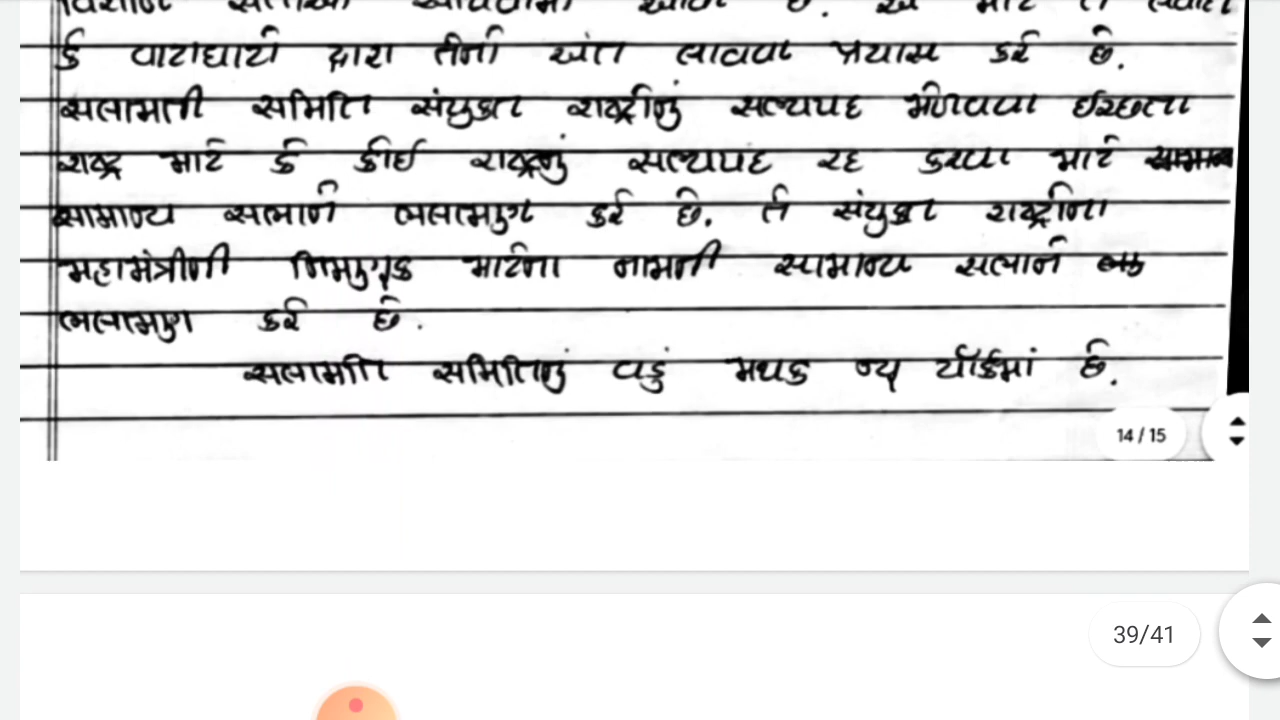 કે વાટાઘાટો દ્વારા તેનો અંત લાવવા પ્રયાસ કરે છે.
સલામતી સમિતિ સંયુક્ત રાષ્ટ્રોનું સભ્યપદ મેળવવા ઈચ્છતા
રાષ્ટ્ર માટે કે કોઈ રાષ્ટ્રનું સભ્યપદ રદ કરવા માટે
સામાન્ય સભાને ભલામણ કરે છે. તે સંયુક્ત રાષ્ટ્રોના
મહામંત્રીની નિમણૂક માટેના નામની સામાન્ય સભાને
ભલામણ કરે છે.
સલામતિ સમિતિનું વડું મથક ન્યૂ યોર્કમાં છે.
14/15
39/41